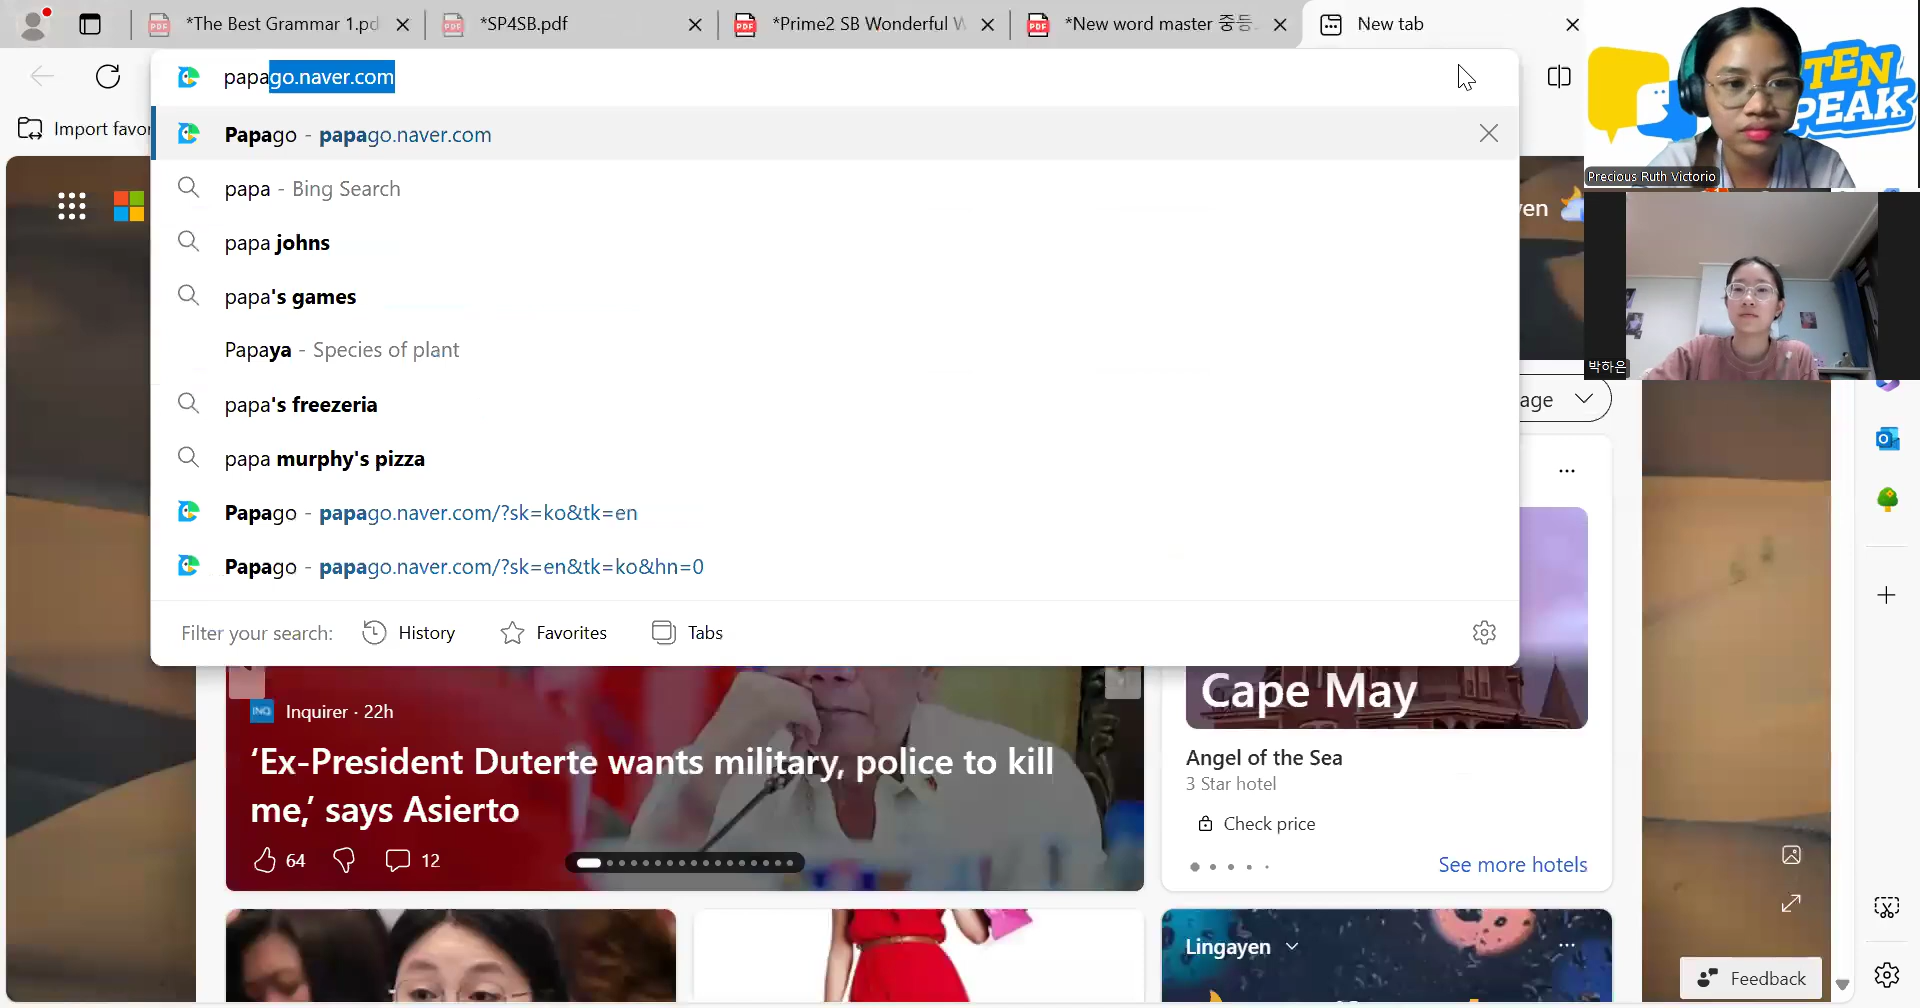 *The Best Grammar 1.pd
*SP4SB.pdf
*Prime2 SB Wonderful W
*New word master 중등
New tab
papago.naver.com
Import favor
Papago - papago.naver.com
papa - Bing Search
papa johns
papa's games
Papaya - Species of plant
papa's freezeria
papa murphy's pizza
Papago - papago.naver.com/?sk=ko&tk=en
Papago - papago.naver.com/?sk=en&tk=ko&hn=0
Filter your search:
History
Favorites
Tabs
TEN
SPEAK
Precious Ruth Victorio
박하은
age
INQ
Inquirer · 22h
‘Ex-President Duterte wants military, police to kill
me,’ says Asierto
64
12
Cape May
Angel of the Sea
3 Star hotel
Check price
See more hotels
Lingayen
Feedback